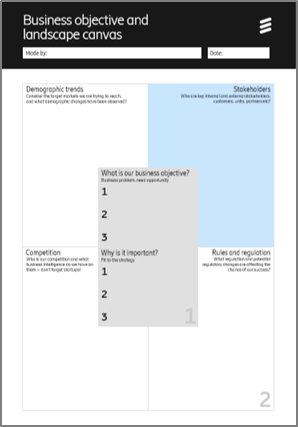 Business objective and
landscape canvas
Made by:
Date:
Demographic trends
Consider the target markets we are trying to reach,
and what demographic changes have been observed?
Stakeholders
Who are key internal and external stakeholders,
customers, units, partners etc?
What is our business objective?
Business problem, need opportunity
1
2
3
Why is it important?
Fit to the strategy
1
2
3
1
Competition
Who is our competition and what
business intelligence do we have on
them – don't forget startups!
Rules and regulation
What regulation and potential
regulatory changes are affecting the
chance of our success?
2